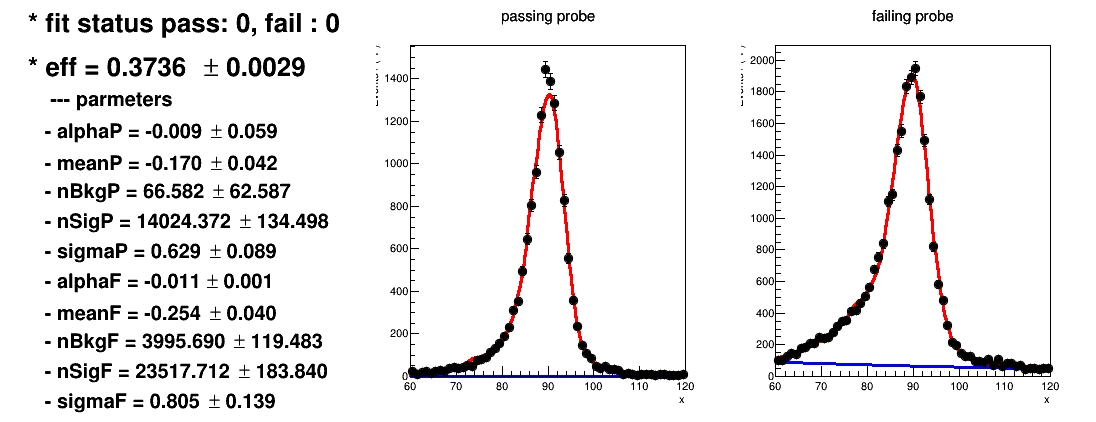 * fit status pass: 0, fail : 0
* eff = 0.3736 ± 0.0029
--- parmeters
- alphaP = -0.009 ± 0.059
- meanP = -0.170 ± 0.042
- nBkgP = 66.582 ± 62.587
- nSigP = 14024.372 ± 134.498
- sigmaP = 0.629 ± 0.089
- alphaF = -0.011 ± 0.001
- meanF = -0.254 ± 0.040
- nBkgF = 3995.690 ± 119.483
- nSigF = 23517.712 ± 183.840
- sigmaF = 0.805 ± 0.139
passing probe
1400
1200
1000
800
600
400
200
0
60 70 80 90 100 110 120
x
failing probe
2000
1800
1600
1400
1200
1000
800
600
400
200
0
60 70 80 90 100 110 120
x